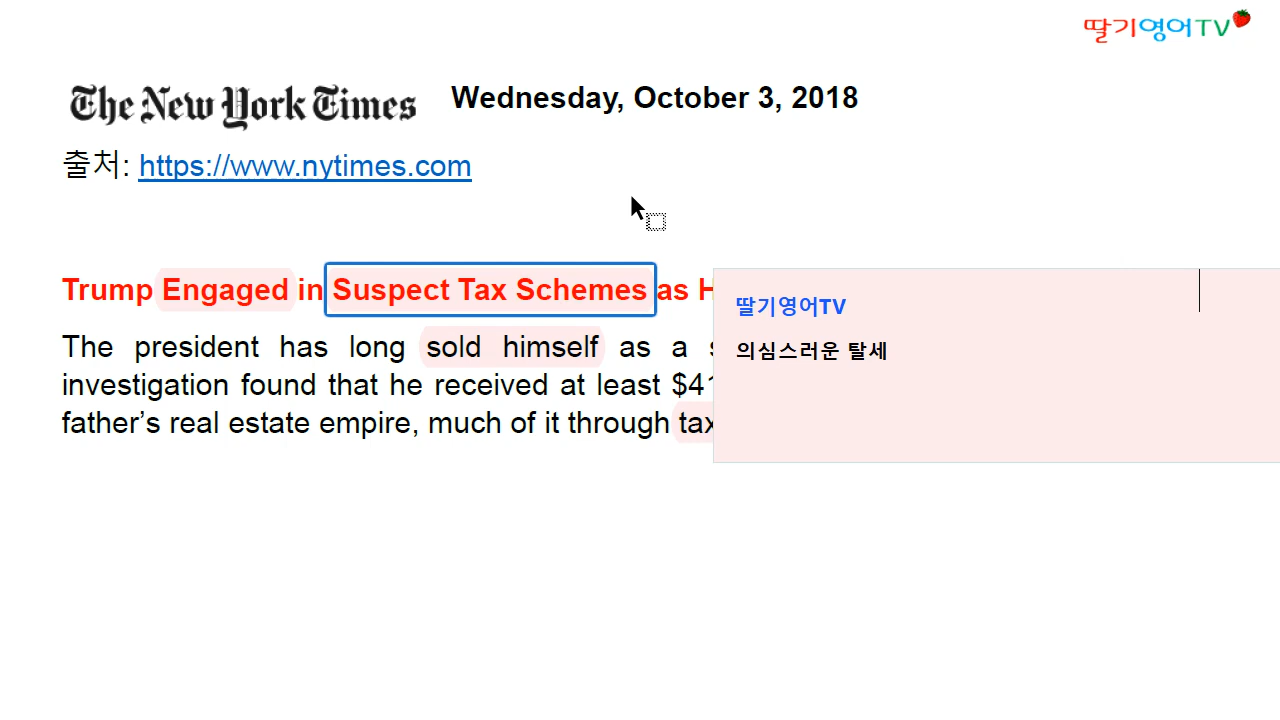 딸기영어TV
The New York Times Wednesday, October 3, 2018
출처: https://www.nytimes.com
Trump Engaged in Suspect Tax Schemes as H
딸기영어TV
의심스러운 탈세
The president has long sold himself as a s
investigation found that he received at least $41
father’s real estate empire, much of it through tax